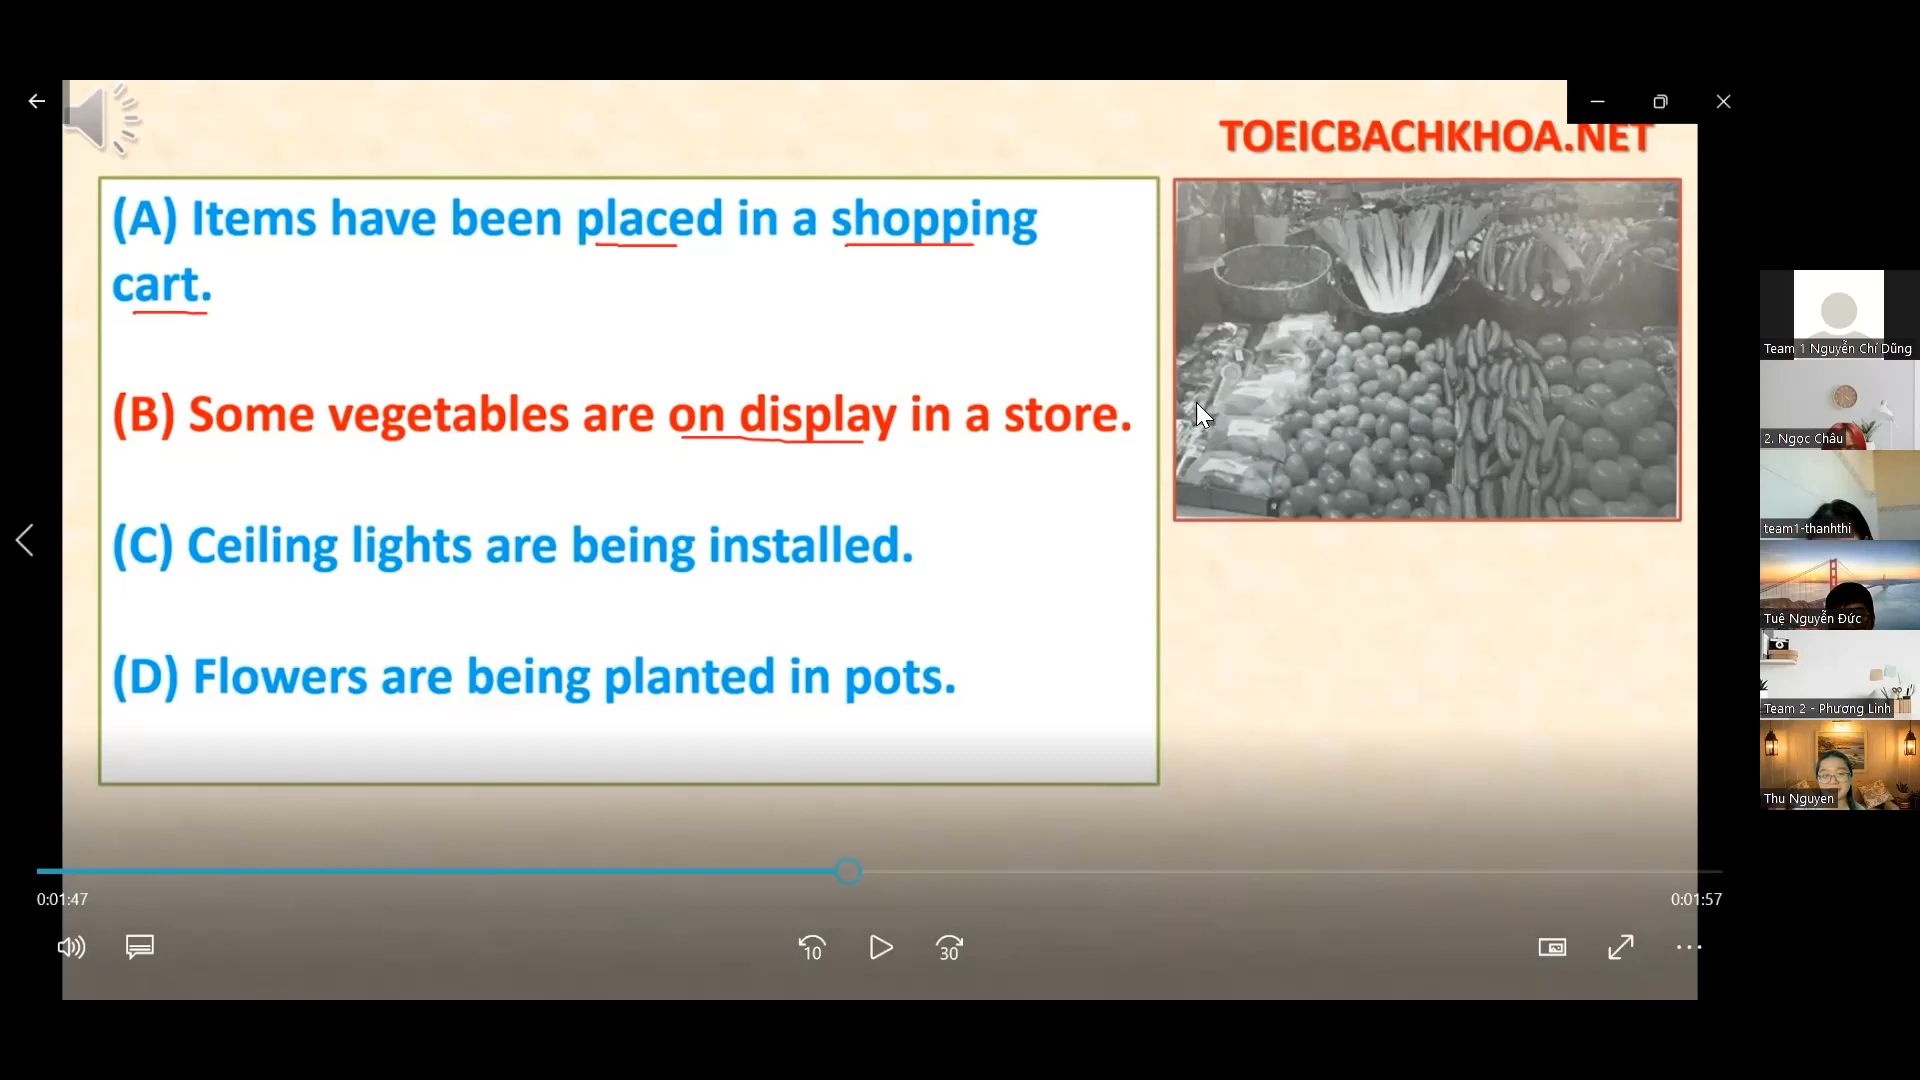 TOEICBACHKHOA.NET
(A) Items have been placed in a shopping
cart.
(B) Some vegetables are on display in a store.
(C) Ceiling lights are being installed.
(D) Flowers are being planted in pots.
Team 1 Nguyễn Chí Dũng
2. Ngọc Châu
team1-thanhthi
Tuệ Nguyễn Đức
Team 2 - Phương Linh
Thu Nguyen
0:01:47
0:01:57
10
30